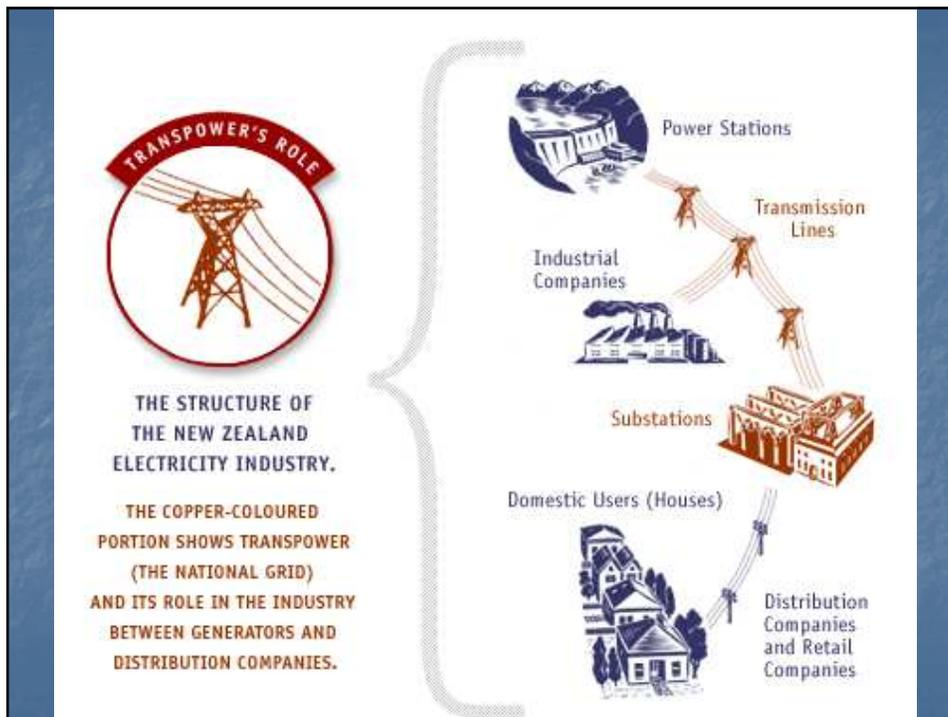 TRANSPOWER'S ROLE
THE STRUCTURE OF
THE NEW ZEALAND
ELECTRICITY INDUSTRY.
THE COPPER-COLOURED
PORTION SHOWS TRANSPOWER
(THE NATIONAL GRID)
AND ITS ROLE IN THE INDUSTRY
BETWEEN GENERATORS AND
DISTRIBUTION COMPANIES.
Power Stations
Transmission
Lines
Industrial
Companies
Substations
Domestic Users (Houses)
Distribution
Companies
and Retail
Companies